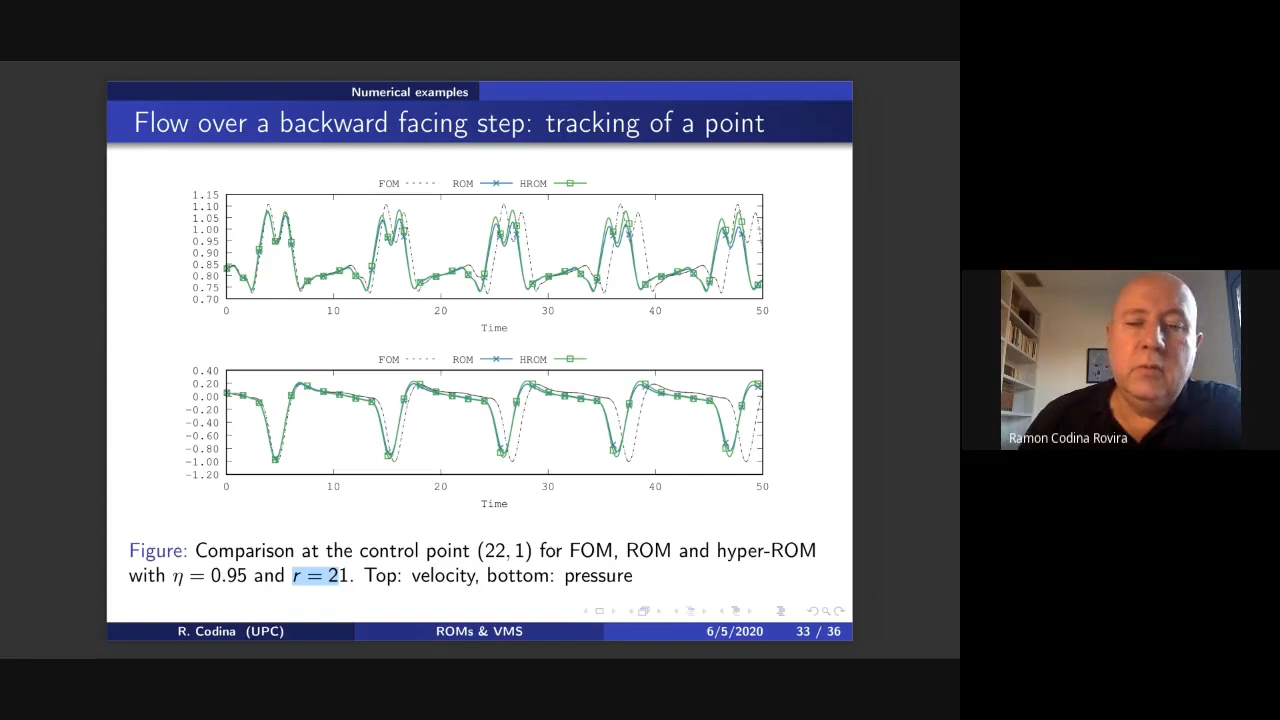 Numerical examples
Flow over a backward facing step: tracking of a point
FOM ROM HROM
1.15
1.10
1.05
1.00
0.95
0.90
0.85
0.80
0.75
0.70
0 10 20 30 40 50
Time
FOM ROM HROM
0.40
0.20
0.00
-0.20
-0.40
-0.60
-0.80
-1.00
-1.20
0 10 20 30 40 50
Time
Figure: Comparison at the control point (22, 1) for FOM, ROM and hyper-ROM
with η = 0.95 and r = 21. Top: velocity, bottom: pressure
R. Codina (UPC) ROMs & VMS 6/5/2020 33 / 36
Ramon Codina Rovira